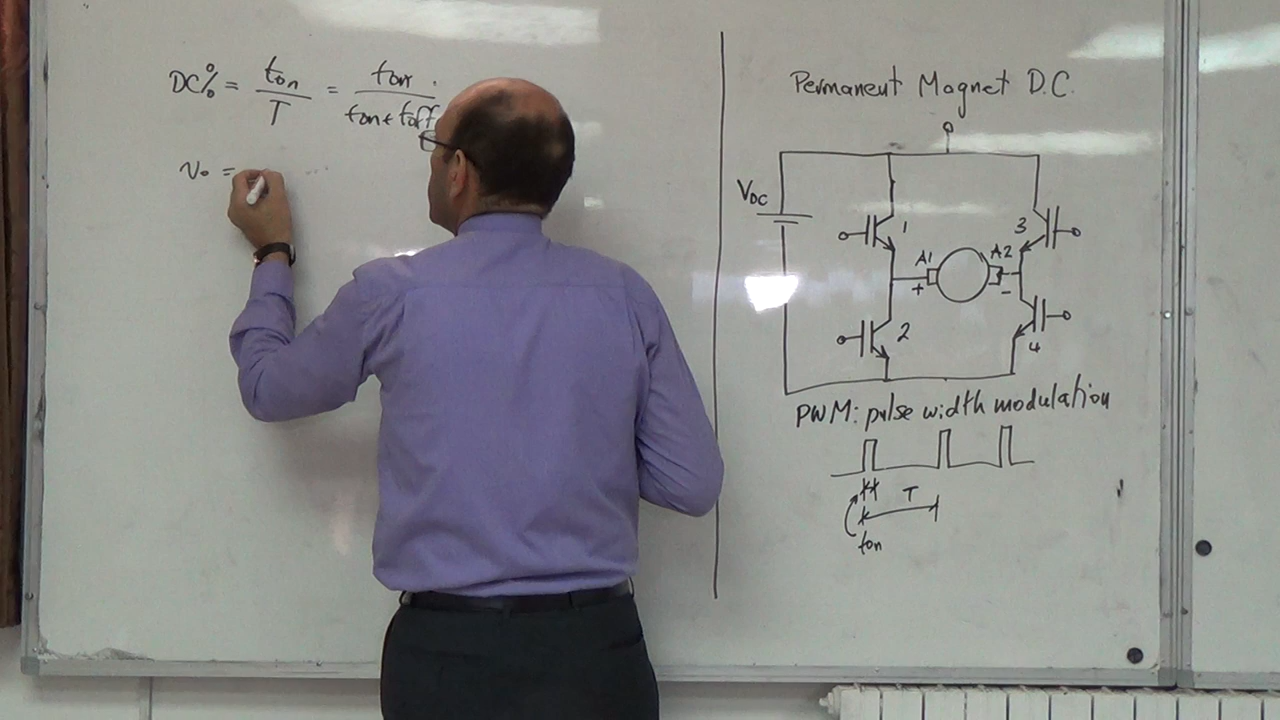 DC% = ton / T = ton / ton + toff
Vo =
Permanent Magnet D.C.
VDC
1
3
A1
A2
+
-
2
4
PWM: pulse width modulation
T
ton